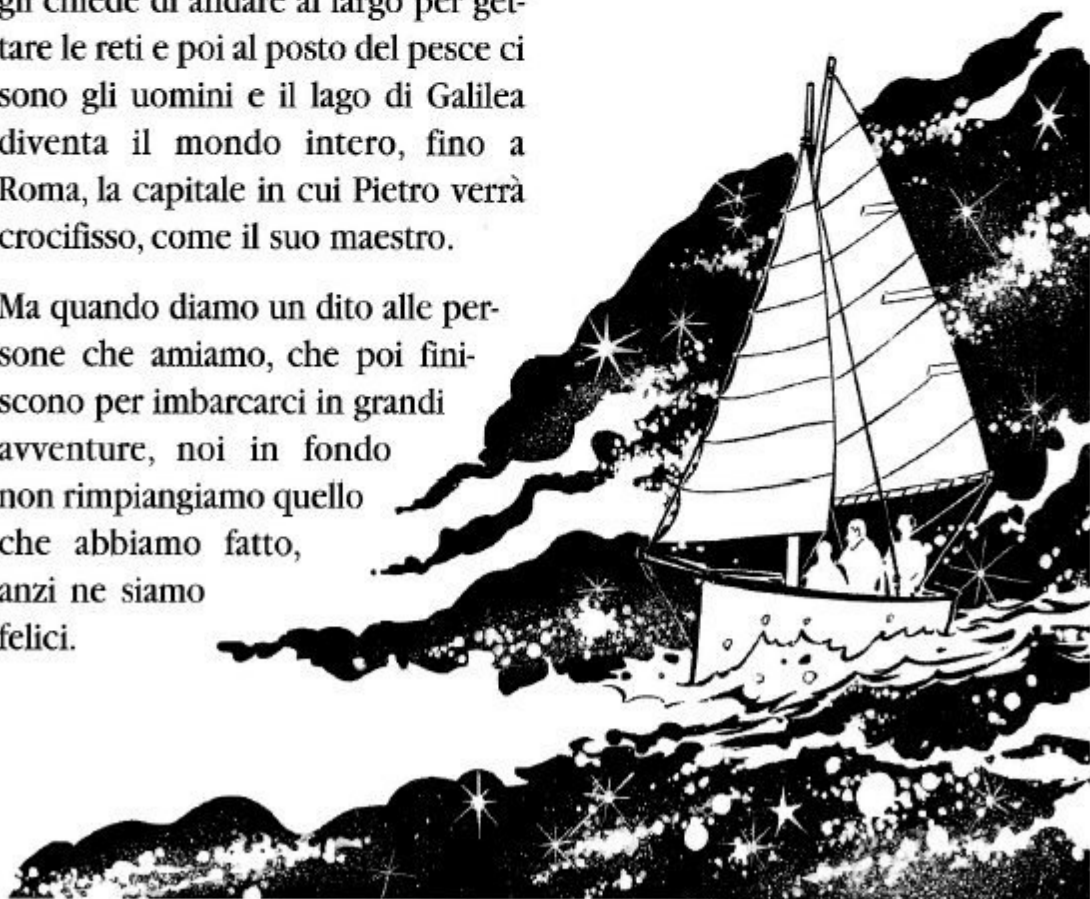 gli chiede di andare al largo per get-
tare le reti e poi al posto del pesce ci
sono gli uomini e il lago di Galilea
diventa il mondo intero, fino a
Roma, la capitale in cui Pietro verrà
crocifisso, come il suo maestro.
Ma quando diamo un dito alle per-
sone che amiamo, che poi fini-
scono per imbarcarci in grandi
avventure, noi in fondo
non rimpiangiamo quello
che abbiamo fatto,
anzi ne siamo
felici.